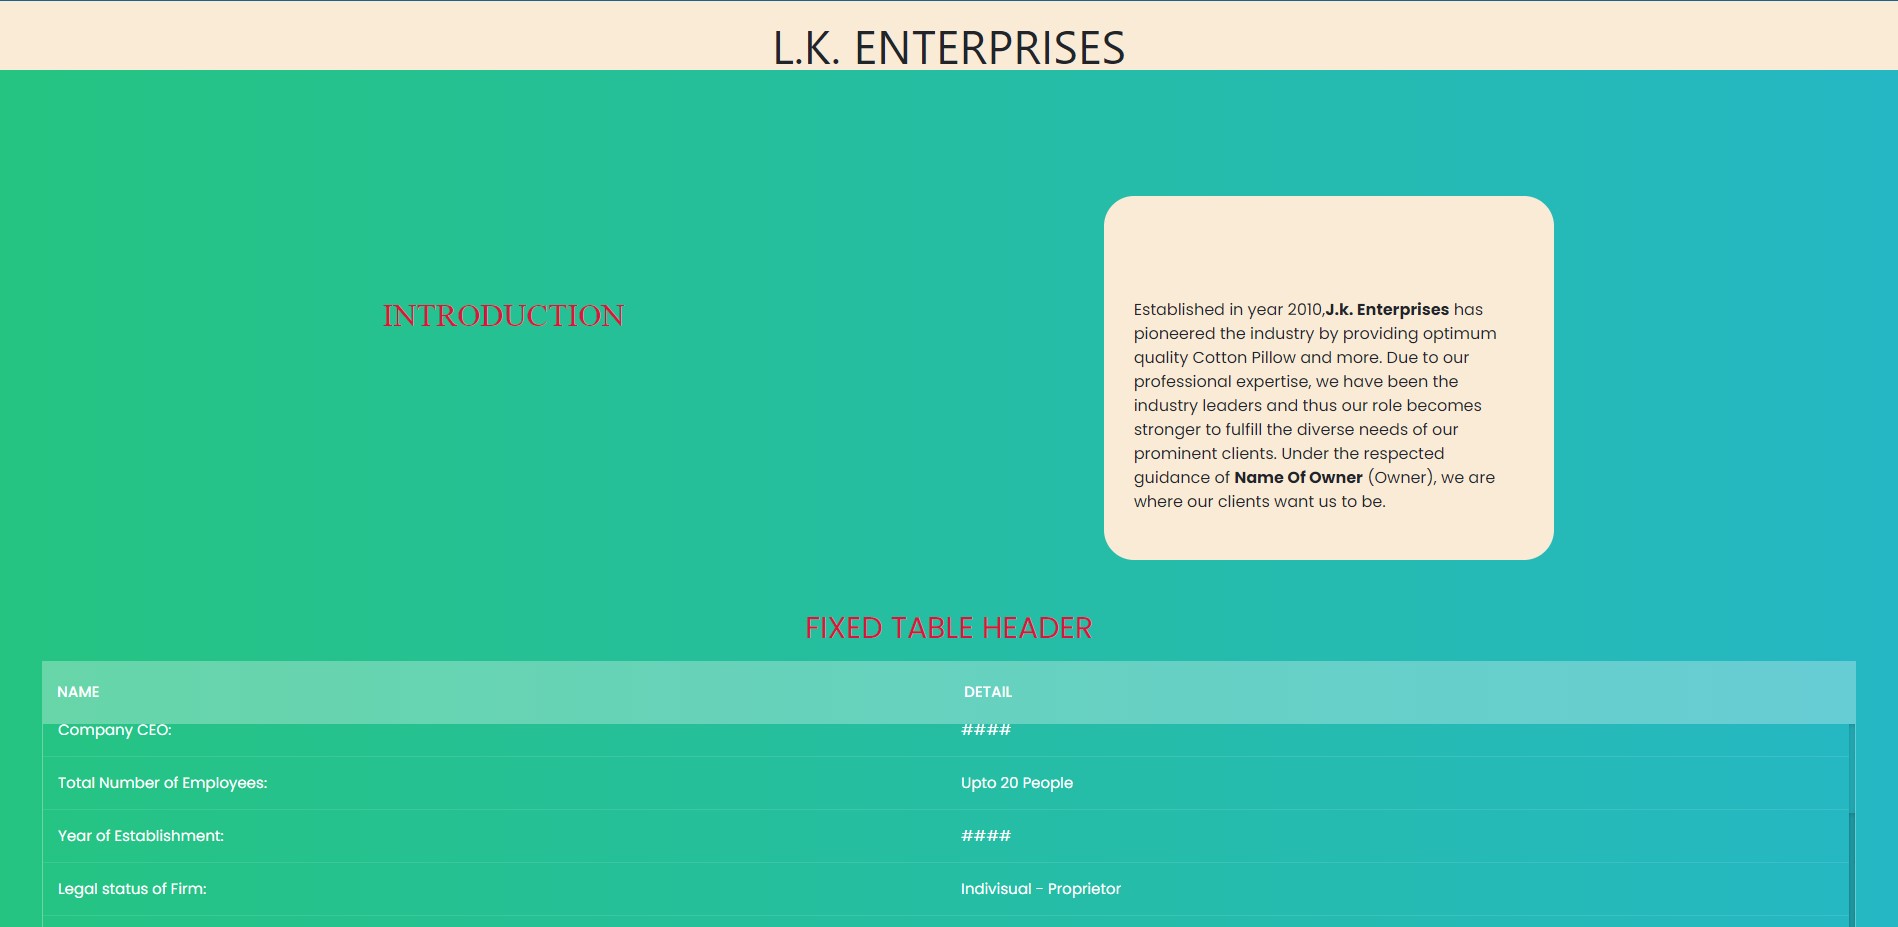 L.K. ENTERPRISES
INTRODUCTION
Established in year 2010,J.k. Enterprises has
pioneered the industry by providing optimum
quality Cotton Pillow and more. Due to our
professional expertise, we have been the
industry leaders and thus our role becomes
stronger to fulfill the diverse needs of our
prominent clients. Under the respected
guidance of Name Of Owner (Owner), we are
where our clients want us to be.
FIXED TABLE HEADER
NAME DETAIL
Company CEO: ####
Total Number of Employees: Upto 20 People
Year of Establishment: ####
Legal status of Firm: Indivisual - Proprietor